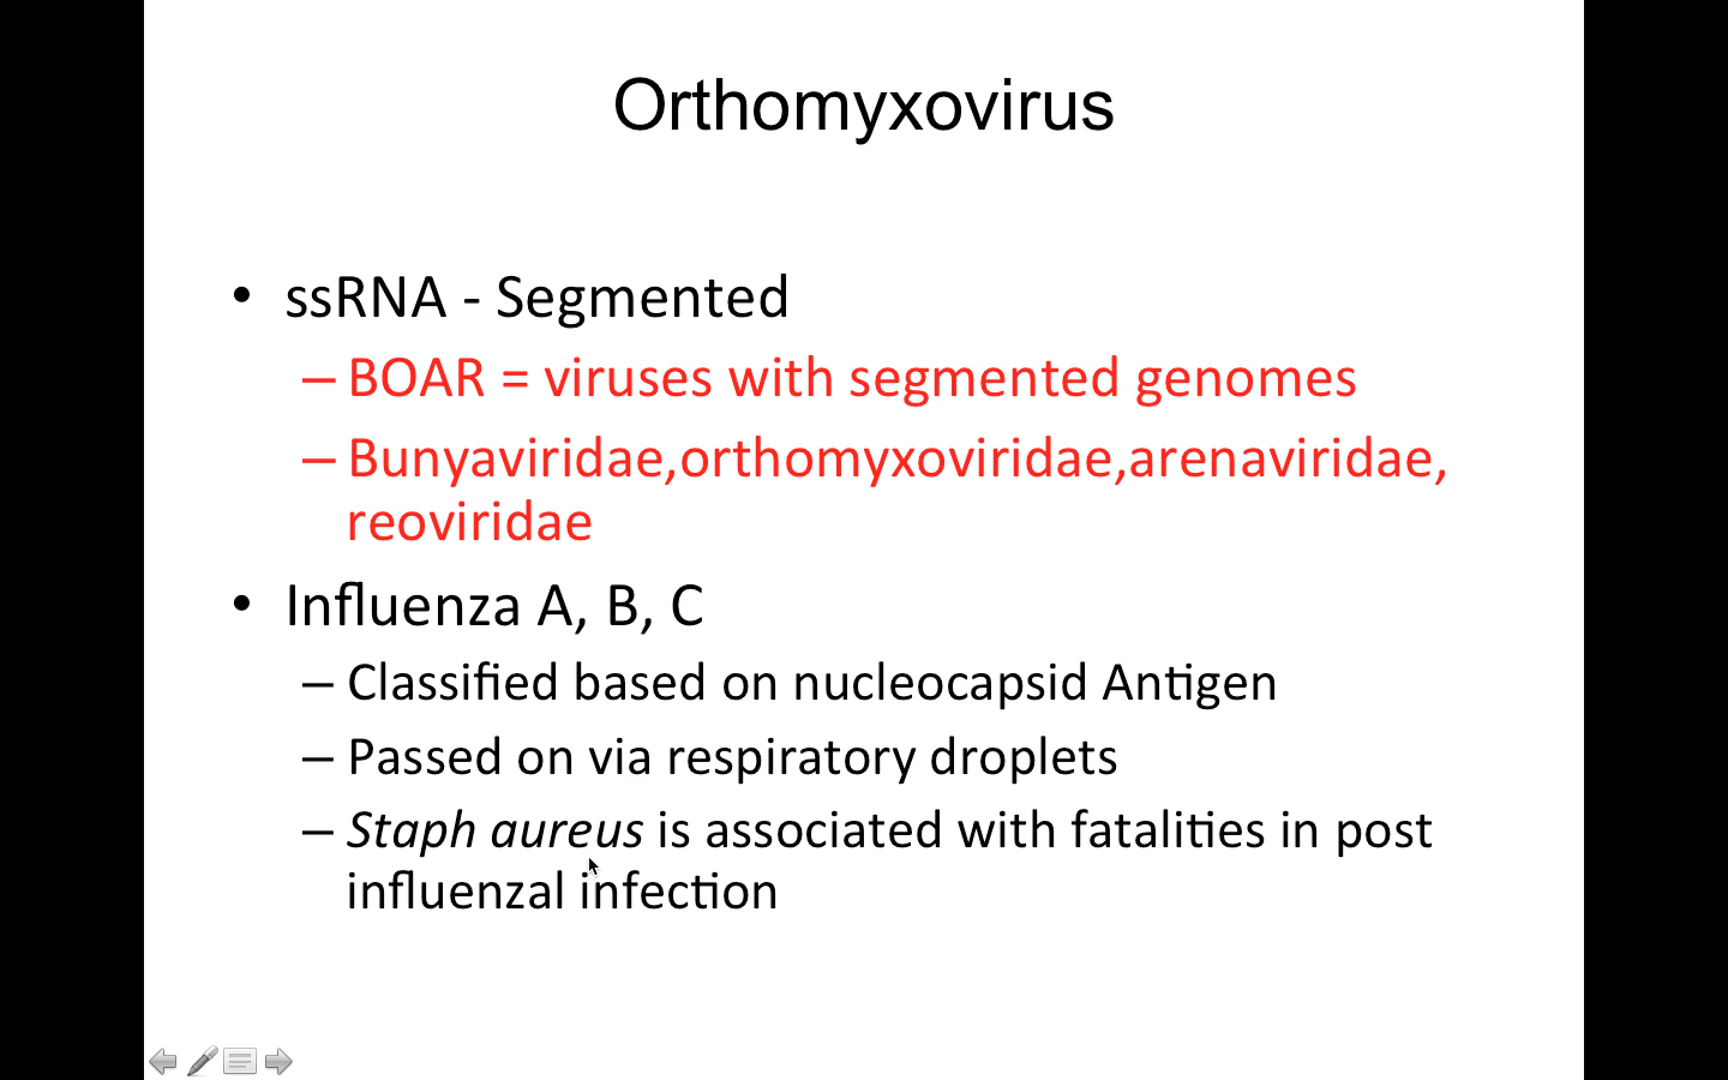 Orthomyxovirus
• ssRNA - Segmented
– BOAR = viruses with segmented genomes
– Bunyaviridae,orthomyxoviridae,arenaviridae,
reoviridae
• Influenza A, B, C
– Classified based on nucleocapsid Antigen
– Passed on via respiratory droplets
– Staph aureus is associated with fatalities in post
influenzal infection